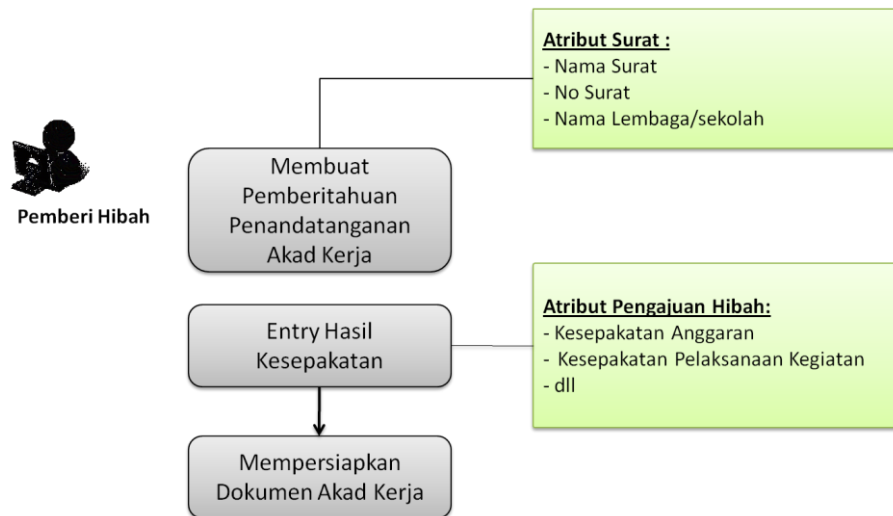 Atribut Surat :
- Nama Surat
- No Surat
- Nama Lembaga/sekolah
Pemberi Hibah
Membuat
Pemberitahuan
Penandatanganan
Akad Kerja
Entry Hasil
Kesepakatan
Atribut Pengajuan Hibah:
- Kesepakatan Anggaran
- Kesepakatan Pelaksanaan Kegiatan
- dll
Mempersiapkan
Dokumen Akad Kerja